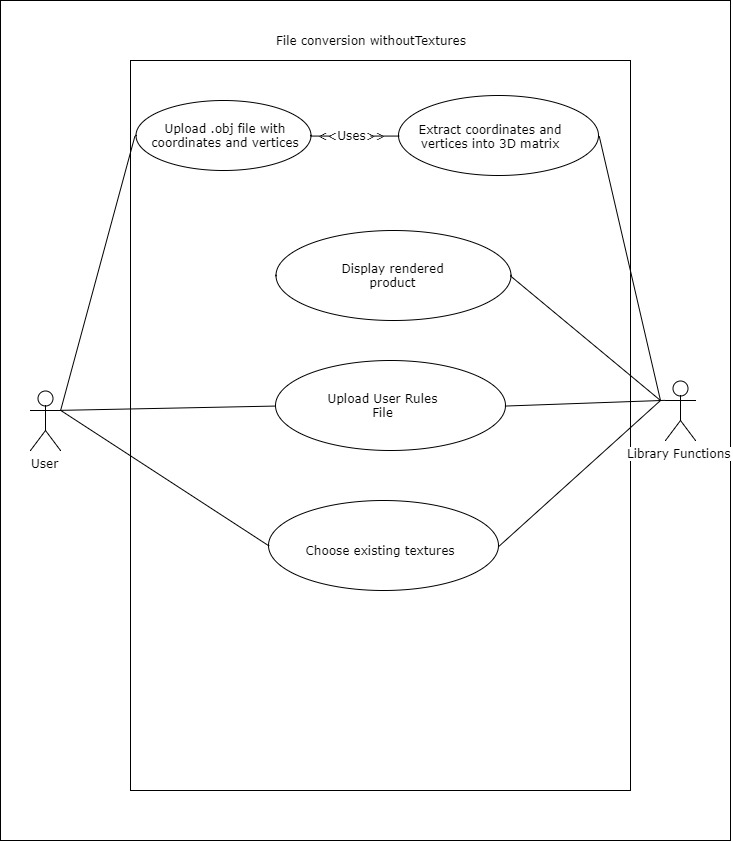 File conversion withoutTextures
Upload .obj file with
coordinates and vertices
<<Uses>>
Extract coordinates and
vertices into 3D matrix
Display rendered
product
Upload User Rules
File
User
Library Functions
Choose existing textures